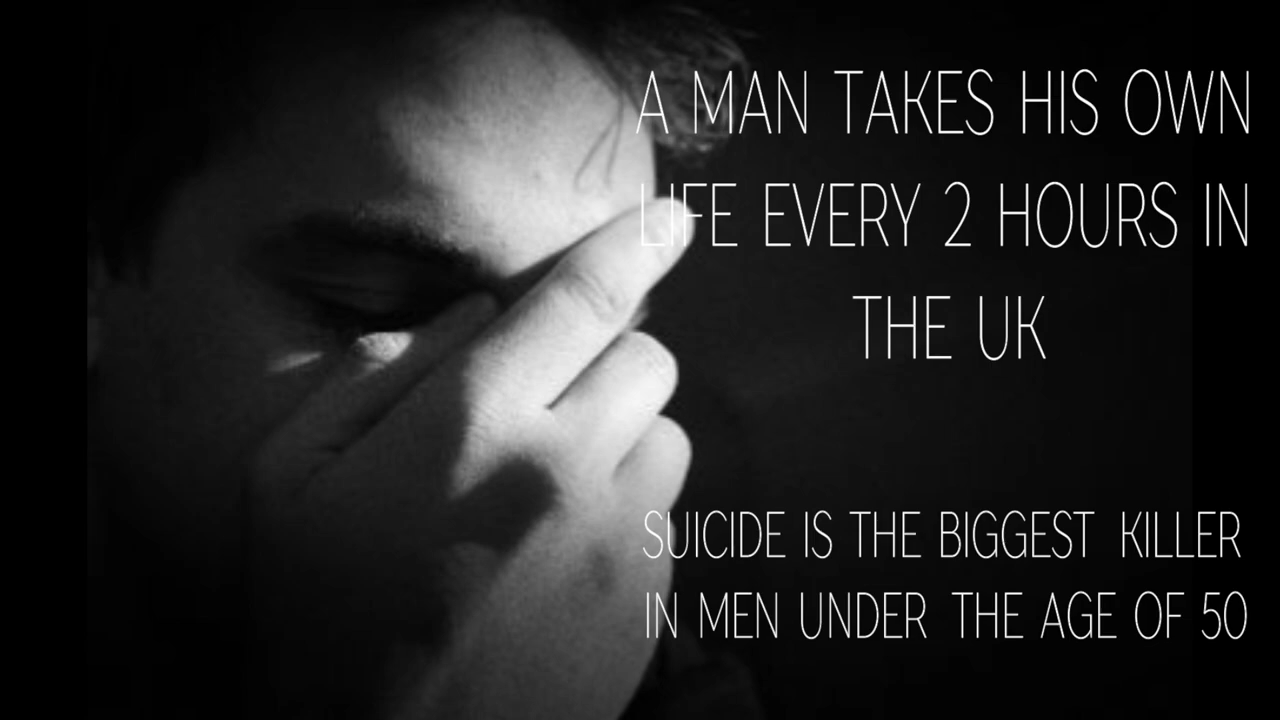 A MAN TAKES HIS OWN
LIFE EVERY 2 HOURS IN
THE UK
SUICIDE IS THE BIGGEST KILLER
IN MEN UNDER THE AGE OF 50